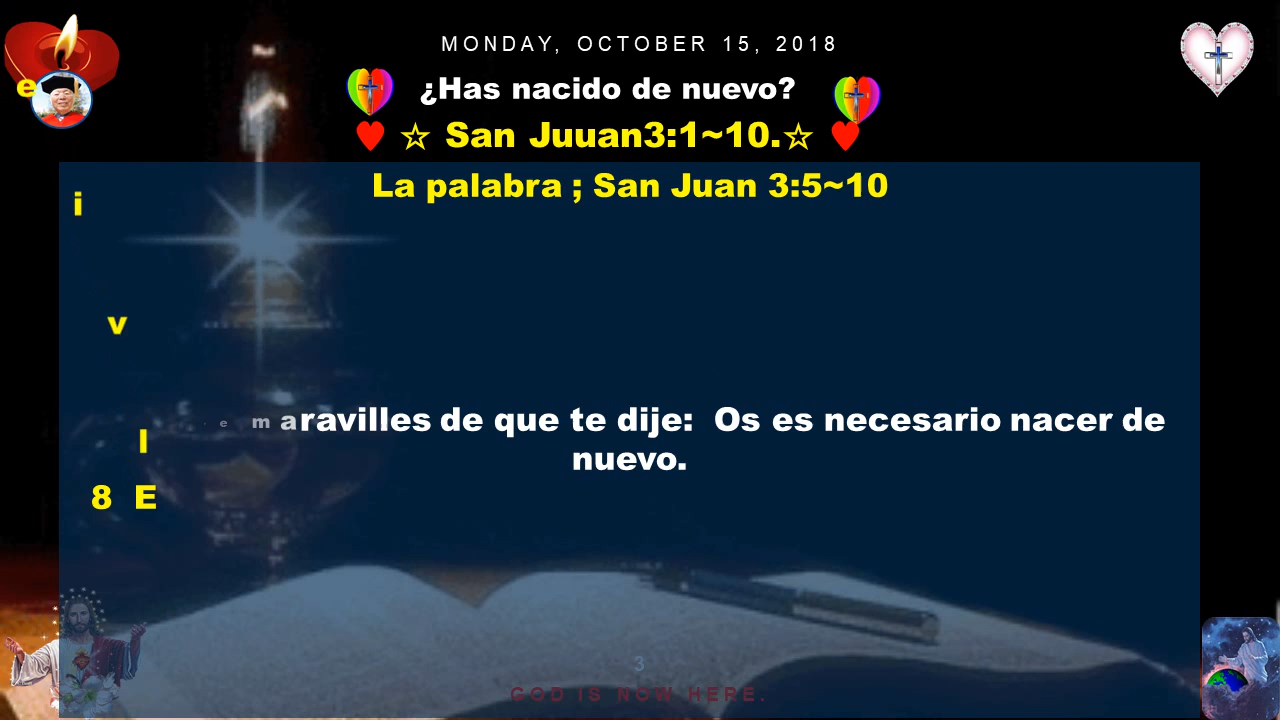 MONDAY, OCTOBER 15, 2018
¿Has nacido de nuevo?
♥ ☆ San Juuan3:1~10.☆ ♥
La palabra ; San Juan 3:5~10
e
i
v
e maravilles de que te dije: Os es necesario nacer de
nuevo.
l
8 E
3
GOD IS NOW HERE.